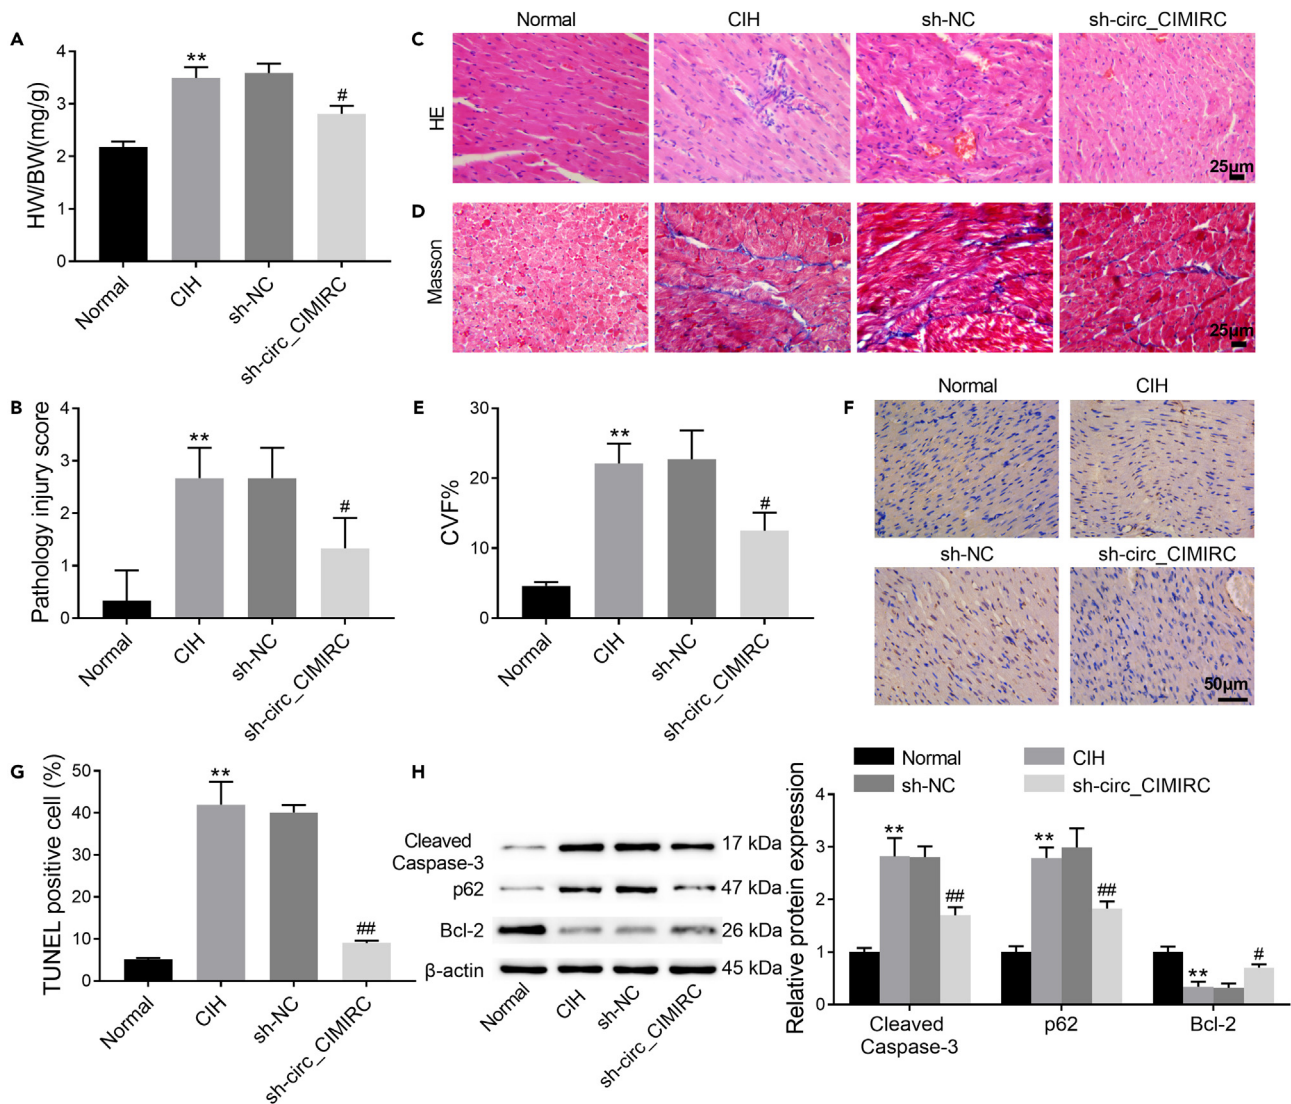 A
HW/BW(mg/g)
4
3
2
1
0
**
#
Normal
CIH
sh-NC
sh-circ_CIMIRC
C
Normal
CIH
sh-NC
sh-circ_CIMIRC
HE
25μm
D
Masson
25μm
B
Pathology injury score
4
3
2
1
0
**
#
Normal
CIH
sh-NC
sh-circ_CIMIRC
E
CVF%
30
20
10
0
**
#
Normal
CIH
sh-NC
sh-circ_CIMIRC
F
Normal
CIH
sh-NC
sh-circ_CIMIRC
50μm
G
TUNEL positive cell (%)
50
40
30
20
10
0
**
##
Normal
CIH
sh-NC
sh-circ_CIMIRC
H
Cleaved
Caspase-3
17 kDa
p62
47 kDa
Bcl-2
26 kDa
β-actin
45 kDa
Normal
CIH
sh-NC
sh-circ_CIMIRC
Normal
CIH
sh-NC
sh-circ_CIMIRC
Relative protein expression
4
3
2
1
0
**
##
**
##
**
#
Cleaved
Caspase-3
p62
Bcl-2